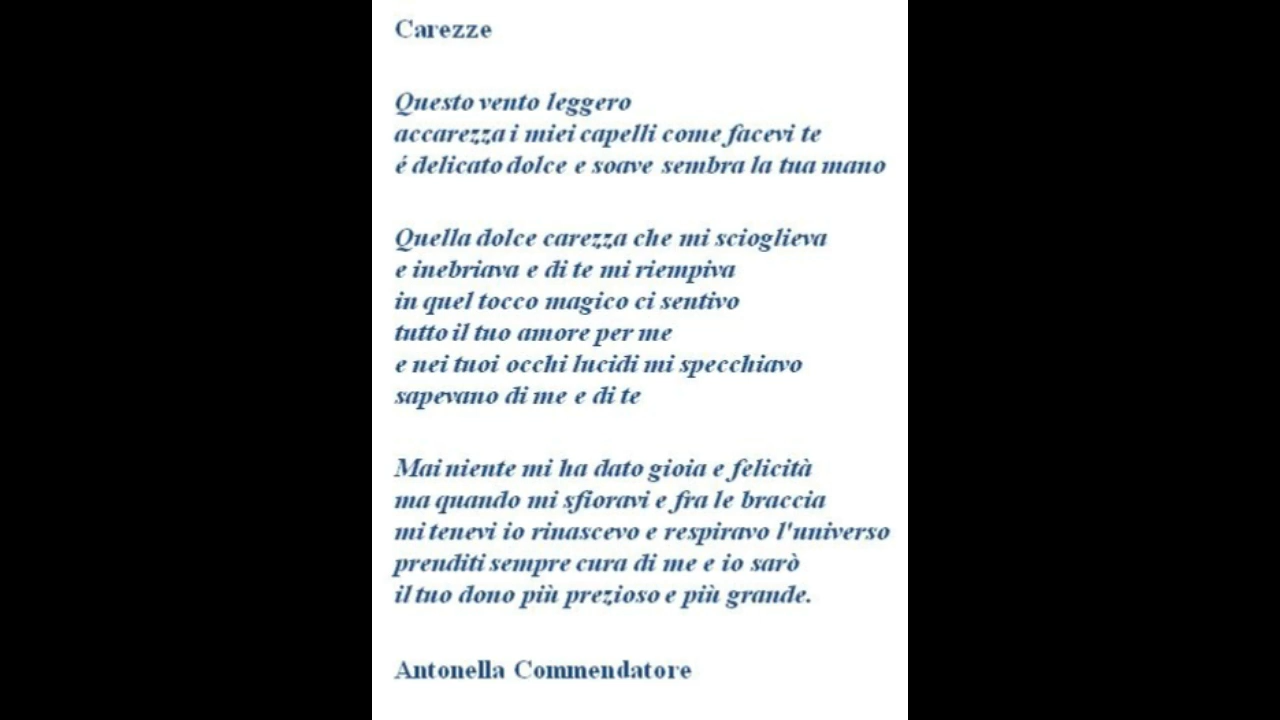 Carezze
Questo vento leggero
accarezza i miei capelli come facevi te
é delicato dolce e soave sembra la tua mano
Quella dolce carezza che mi scioglieva
e inebriava e di te mi riempiva
in quel tocco magico ci sentivo
tutto il tuo amore per me
e nei tuoi occhi lucidi mi specchiavo
sapevano di me e di te
Mai niente mi ha dato gioia e felicità
ma quando mi sfioravi e fra le braccia
mi tenevi io rinascevo e respiravo l'universo
prenditi sempre cura di me e io sarò
il tuo dono più prezioso e più grande.
Antonella Commendatore